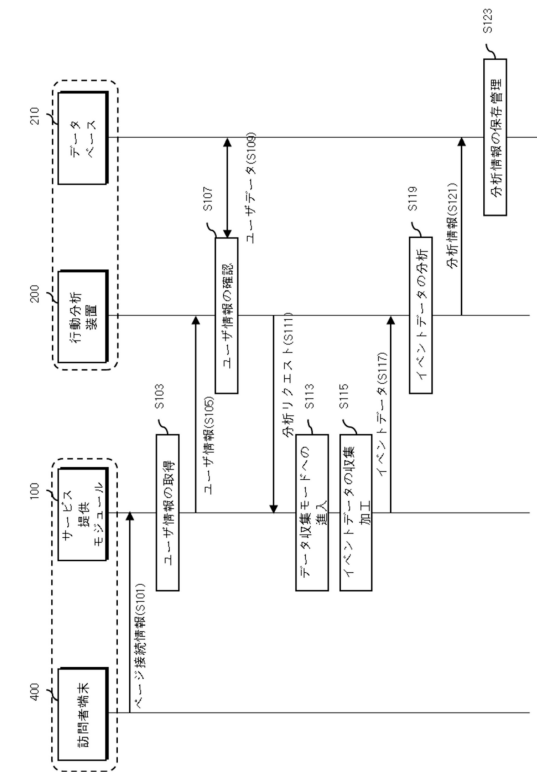 400
訪問者端末
100
サービス
提供
モジュール
200
行動分析
装置
210
データ
ベース
ページ接続情報(S101)
S103
ユーザ情報の取得
ユーザ情報(S105)
S107
ユーザ情報の確認
ユーザデータ(S109)
分析リクエスト(S111)
S113
データ収集モードへの
進入
S115
イベントデータの収集
加工
イベントデータ(S117)
S119
イベントデータの分析
分析情報(S121)
S123
分析情報の保存管理